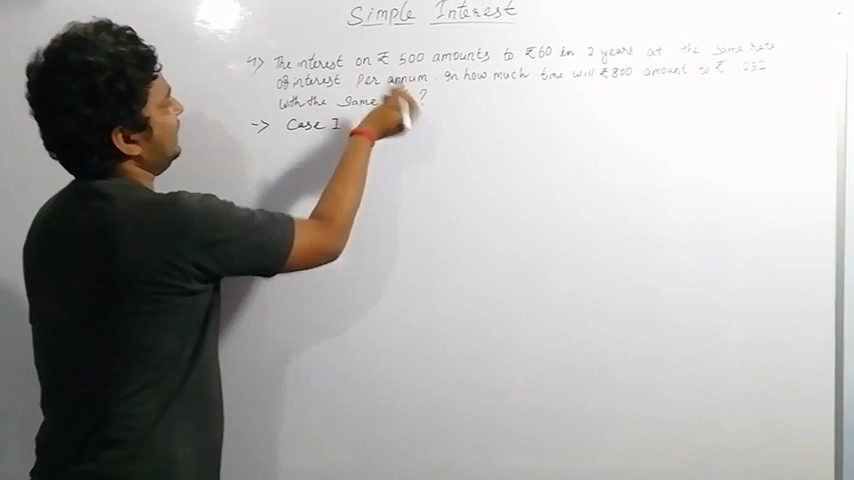 Simple Interest
The interest on ₹ 500 amounts to ₹60 in 2 years at the same rate
of interest per annum. In how much time will ₹800 amount to ₹ 1232
with the same ?
-> Case I